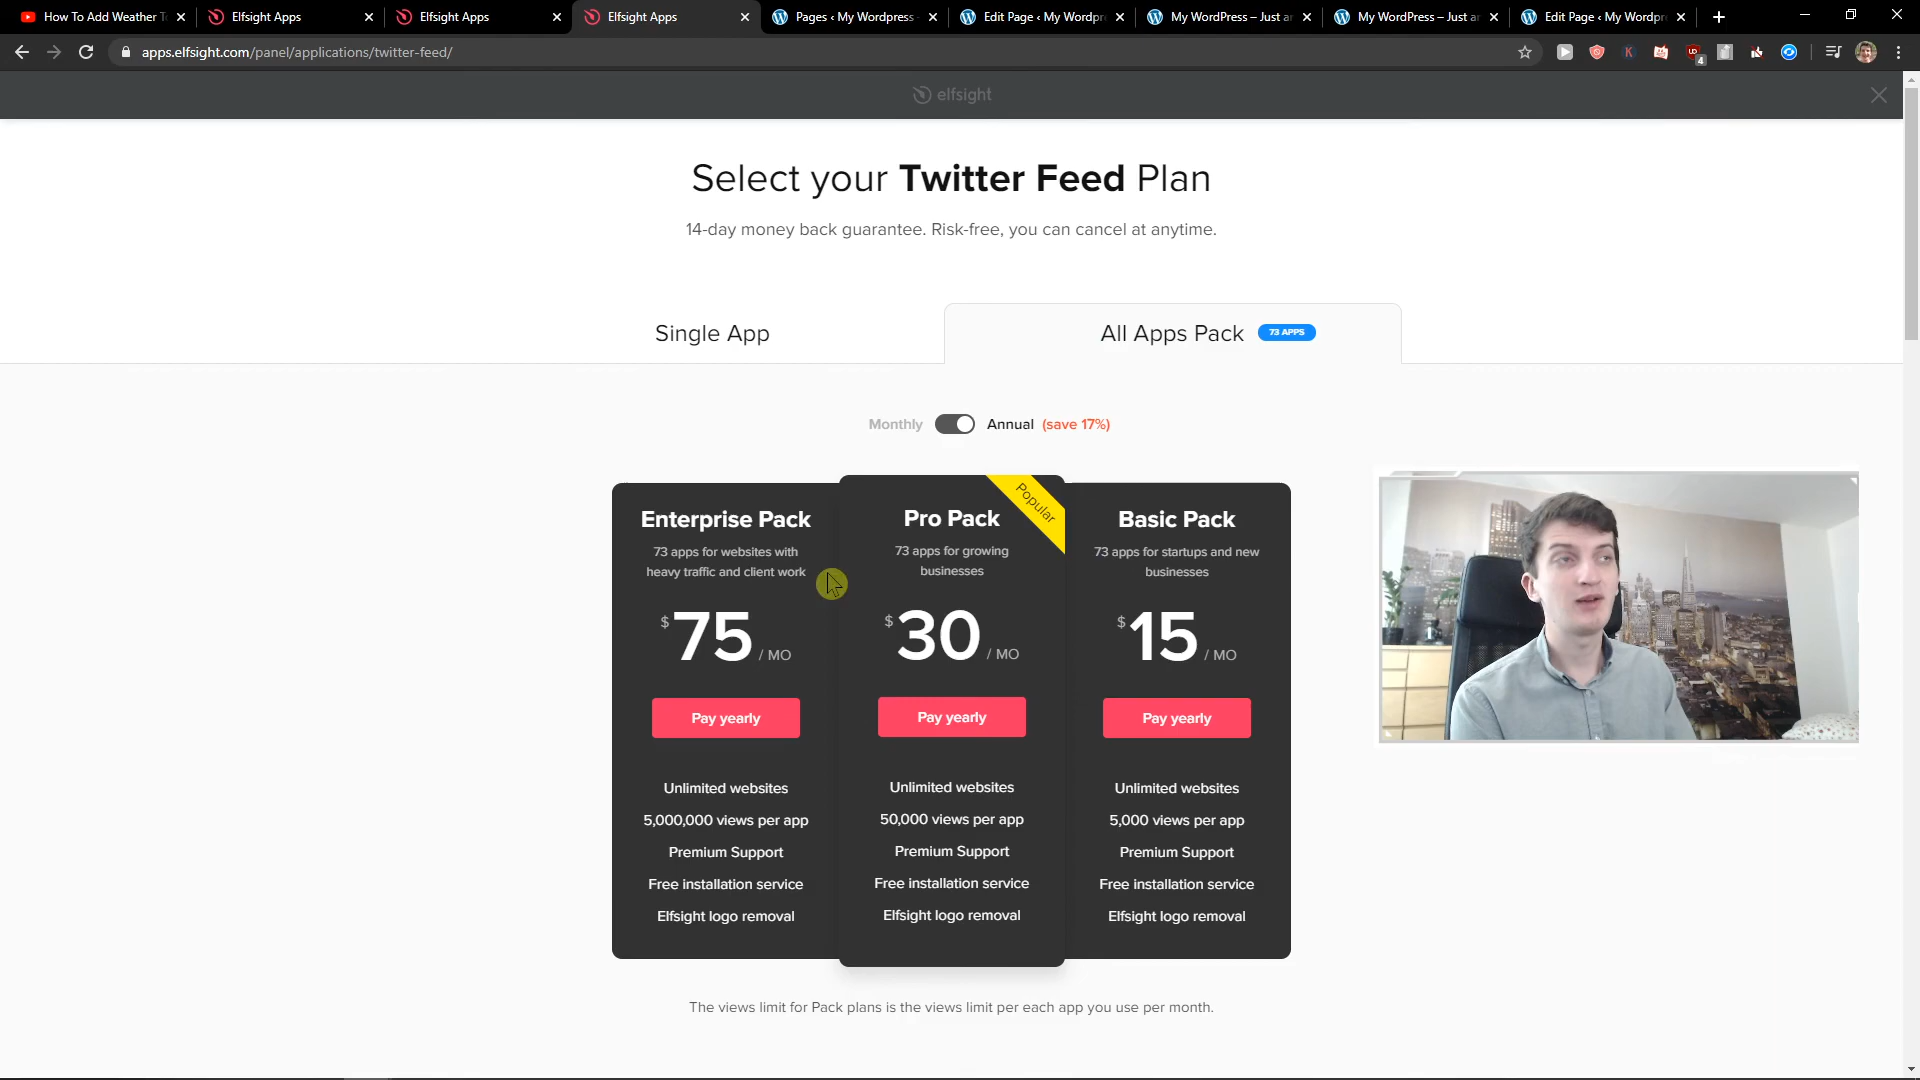 How To Add Weather T
Elfsight Apps
Elfsight Apps
Elfsight Apps
Pages ‹ My Wordpress
Edit Page ‹ My Wordpr
My WordPress – Just a
My WordPress – Just a
Edit Page ‹ My Wordpr
apps.elfsight.com/panel/applications/twitter-feed/
K
4
elfsight
Select your Twitter Feed Plan
14-day money back guarantee. Risk-free, you can cancel at anytime.
Single App
All Apps Pack 73 APPS
Monthly Annual (save 17%)
Enterprise Pack
73 apps for websites with
heavy traffic and client work
$75 / MO
Pay yearly
Unlimited websites
5,000,000 views per app
Premium Support
Free installation service
Elfsight logo removal
Popular
Pro Pack
73 apps for growing
businesses
$30 / MO
Pay yearly
Unlimited websites
50,000 views per app
Premium Support
Free installation service
Elfsight logo removal
Basic Pack
73 apps for startups and new
businesses
$15 / MO
Pay yearly
Unlimited websites
5,000 views per app
Premium Support
Free installation service
Elfsight logo removal
The views limit for Pack plans is the views limit per each app you use per month.